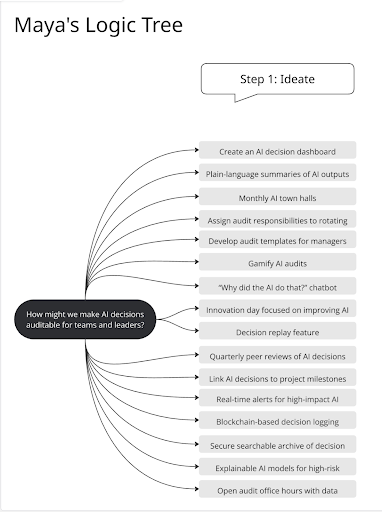 Maya's Logic Tree
Step 1: Ideate
Create an AI decision dashboard
Plain-language summaries of AI outputs
Monthly AI town halls
Assign audit responsibilities to rotating
Develop audit templates for managers
Gamify AI audits
“Why did the AI do that?” chatbot
How might we make AI decisions
auditable for teams and leaders?
Innovation day focused on improving AI
Decision replay feature
Quarterly peer reviews of AI decisions
Link AI decisions to project milestones
Real-time alerts for high-impact AI
Blockchain-based decision logging
Secure searchable archive of decision
Explainable AI models for high-risk
Open audit office hours with data